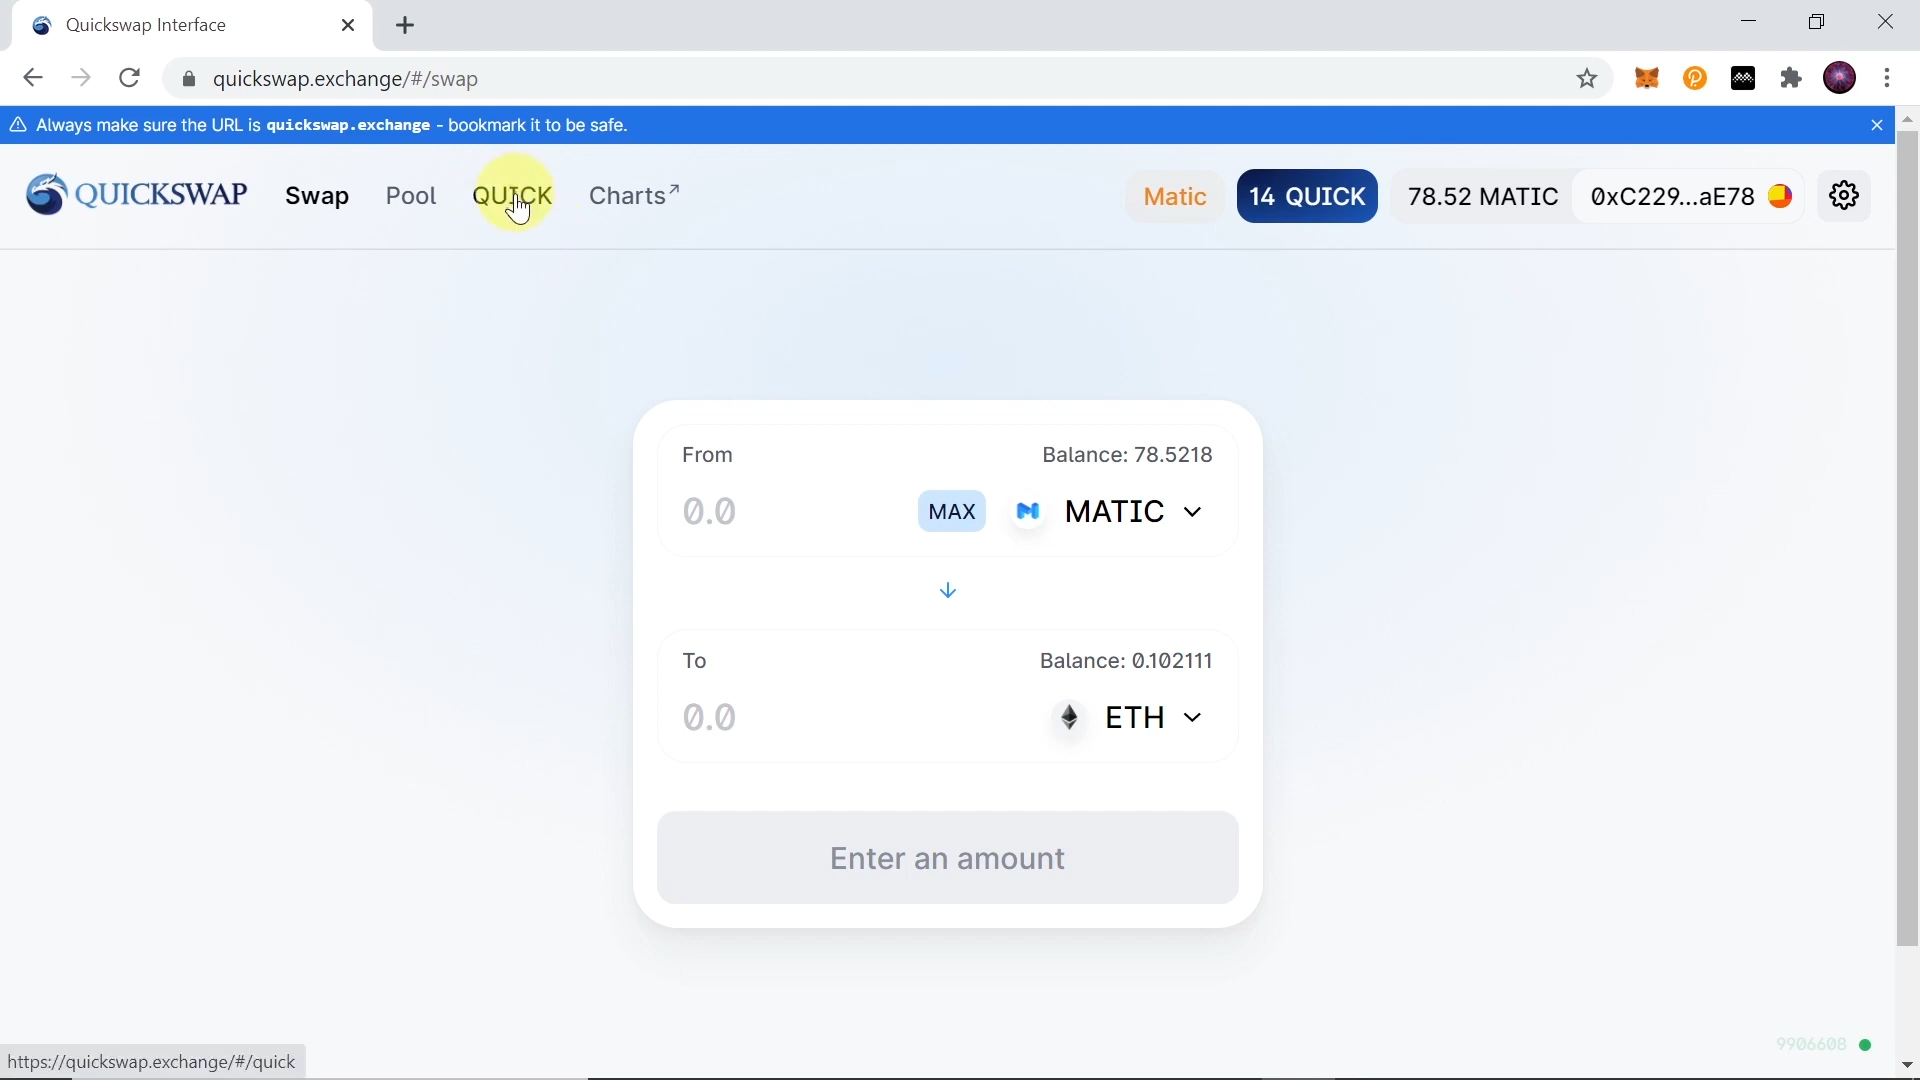 Quickswap Interface
quickswap.exchange/#/swap
Always make sure the URL is quickswap.exchange - bookmark it to be safe.
QUICKSWAP Swap Pool QUICK Charts↗ Matic 14 QUICK 78.52 MATIC 0xC229...aE78
From Balance: 78.5218
0.0 MAX MATIC
To Balance: 0.102111
0.0 ETH
Enter an amount
9906608
https://quickswap.exchange/#/quick